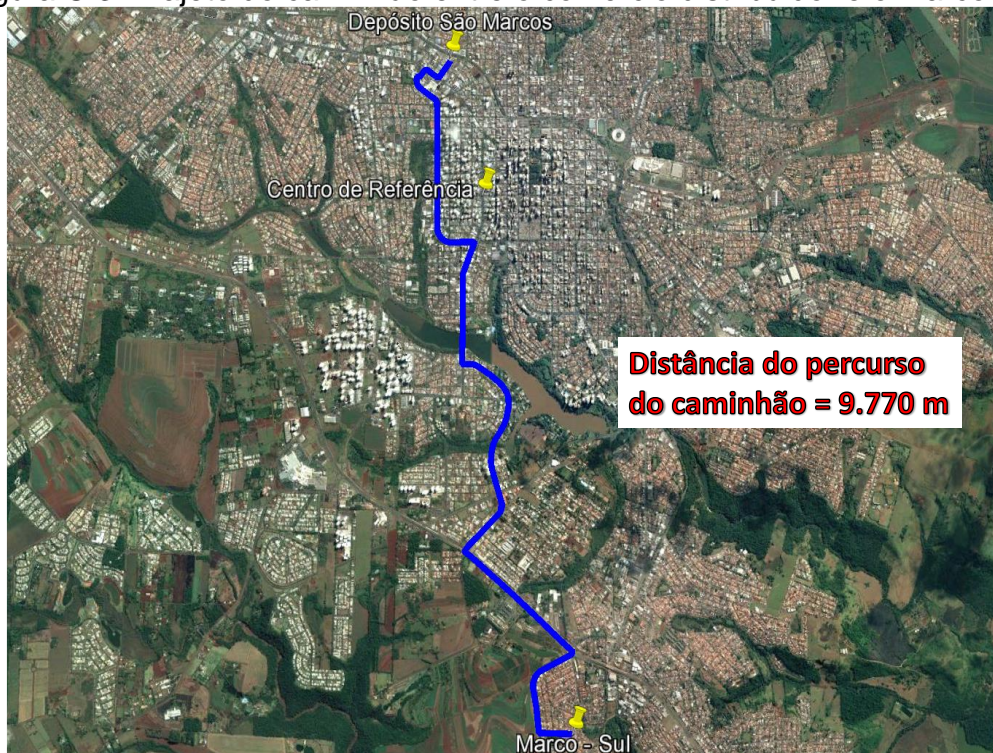 Depósito São Marcos
Centro de Referência
Distância do percurso
do caminhão = 9.770 m
Marco - Sul